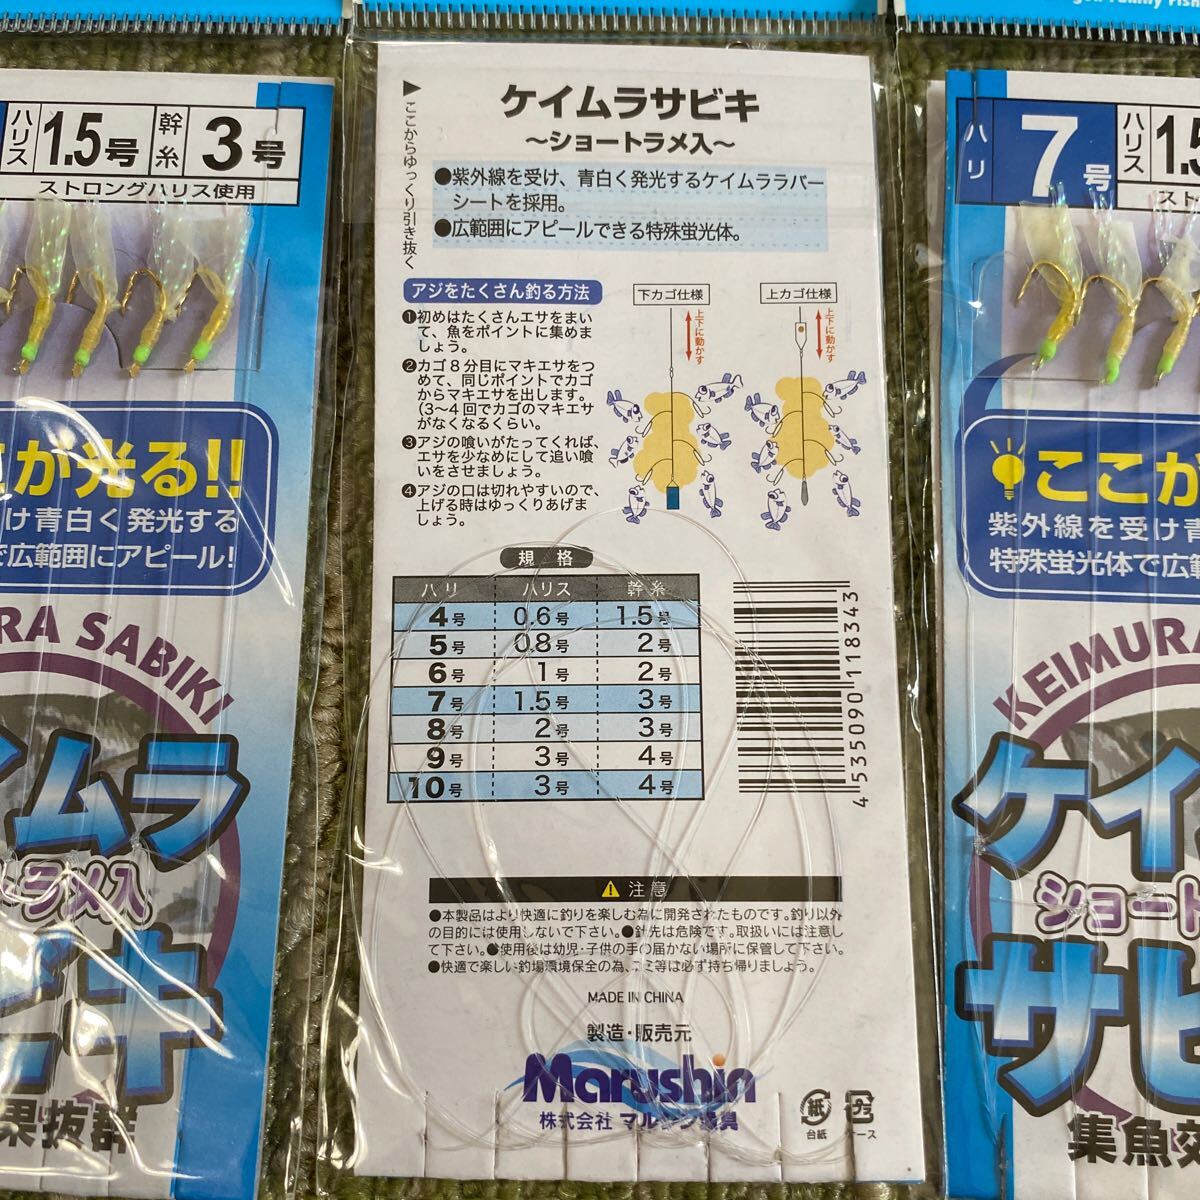 ハリス
1.5号
幹糸
3号
ストロングハリス使用
が光る!!
け青白く発光する
で広範囲にアピール!
RA SABIKI
イムラ
トラメ入
ビキ
果抜群
▶ここからゆっくり引き抜く
ケイムラサビキ
〜ショートラメ入〜
●紫外線を受け、青白く発光するケイムララバー
シートを採用。
●広範囲にアピールできる特殊蛍光体。
アジをたくさん釣る方法
❶初めはたくさんエサをまい
て、魚をポイントに集めま
しょう。
❷カゴ8分目にマキエサをつ
めて、同じポイントでカゴ
からマキエサを出します。
(3〜4回でカゴのマキエサ
がなくなるくらい。
❸アジの喰いがたってくれば、
エサを少なめにして追い喰
いをさせましょう。
❹アジの口は切れやすいので、
上げる時はゆっくりあげま
しょう。
下カゴ仕様
上下に動かす
上カゴ仕様
上下に動かす
規格
ハリ ハリス 幹糸
4号 0.6号 1.5号
5号 0.8号 2号
6号 1号 2号
7号 1.5号 3号
8号 2号 3号
9号 3号 4号
10号 3号 4号
4 535090 118343
⚠注意
●本製品はより快適に釣りを楽しむ為に開発されたものです。釣り以外
の目的には使用しないで下さい。●針先は危険です。取扱いには注意し
て下さい。●使用後は幼児・子供の手の届かない場所に保管して下さい。
●快適で楽しい釣場環境保全の為、ゴミ等は必ず持ち帰りましょう。
MADE IN CHINA
製造・販売元
Marushin
株式会社 マルシン漁具
紙
台紙
プラ
ケース
ハリ
7号
ハリス
1.5
スト
ここが
紫外線を受け青
特殊蛍光体で広範
KEIMURA
ケイ
ショート
サビ
集魚効